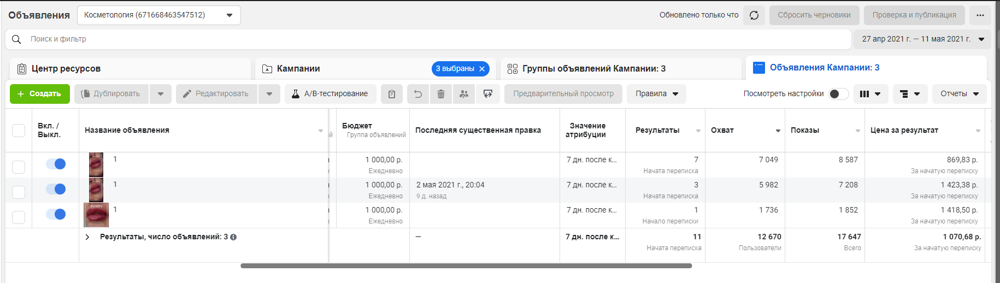 Объявления
Косметология (671668463547512)
Обновлено только что
Сбросить черновики
Проверка и публикация
Поиск и фильтр
27 апр 2021 г. — 11 мая 2021 г.
Центр ресурсов
Кампании
3 выбраны
Группы объявлений Кампании: 3
Объявления Кампании: 3
+ Создать
Дублировать
Редактировать
A/B-тестирование
Предварительный просмотр
Правила
Посмотреть настройки
Отчеты
Вкл. /
Выкл.
Название объявления
Бюджет
Группа объявлений
Последняя существенная правка
Значение
атрибуции
Результаты
Охват
Показы
Цена за результат
1
1 000,00 р.
Ежедневно
7 дн. после к...
7
Начата переписка
7 049
8 587
869,83 р.
За начатую переписку
1
1 000,00 р.
Ежедневно
2 мая 2021 г., 20:04
9 д. назад
7 дн. после к...
3
Начата переписка
5 982
7 208
1 423,38 р.
За начатую переписку
1
1 000,00 р.
Ежедневно
7 дн. после к...
1
Начало переписки
1 736
1 852
1 418,50 р.
За начатую переписку
Результаты, число объявлений: 3
—
7 дн. после к...
11
Начата переписка
12 670
Пользователи
17 647
Всего
1 070,68 р.
За начатую переписку